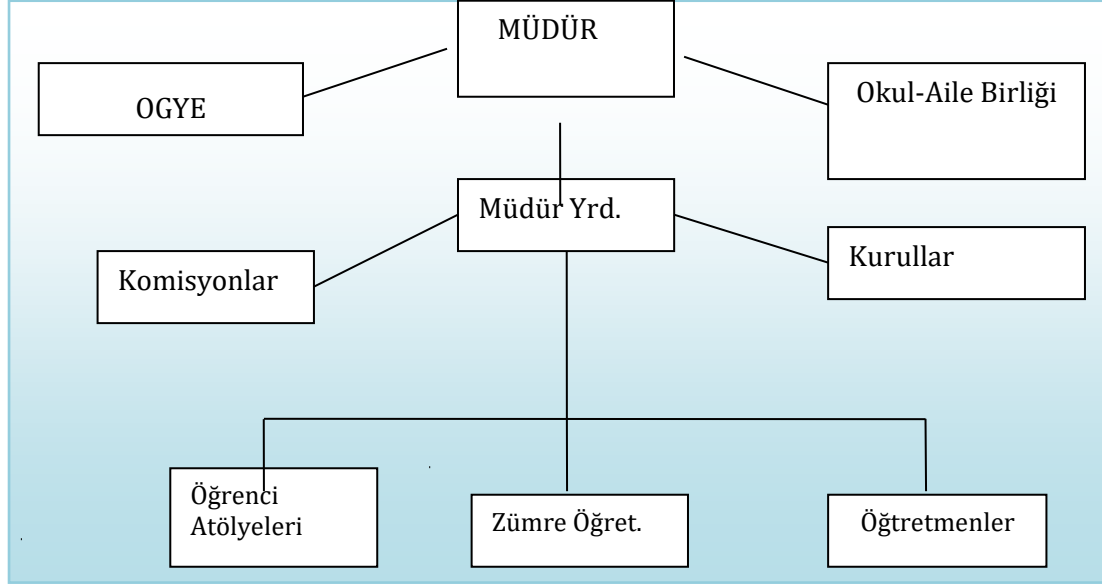 MÜDÜR
OGYE
Okul-Aile Birliği
Müdür Yrd.
Komisyonlar
Kurullar
Öğrenci
Atölyeleri
Zümre Öğret.
Öğtretmenler